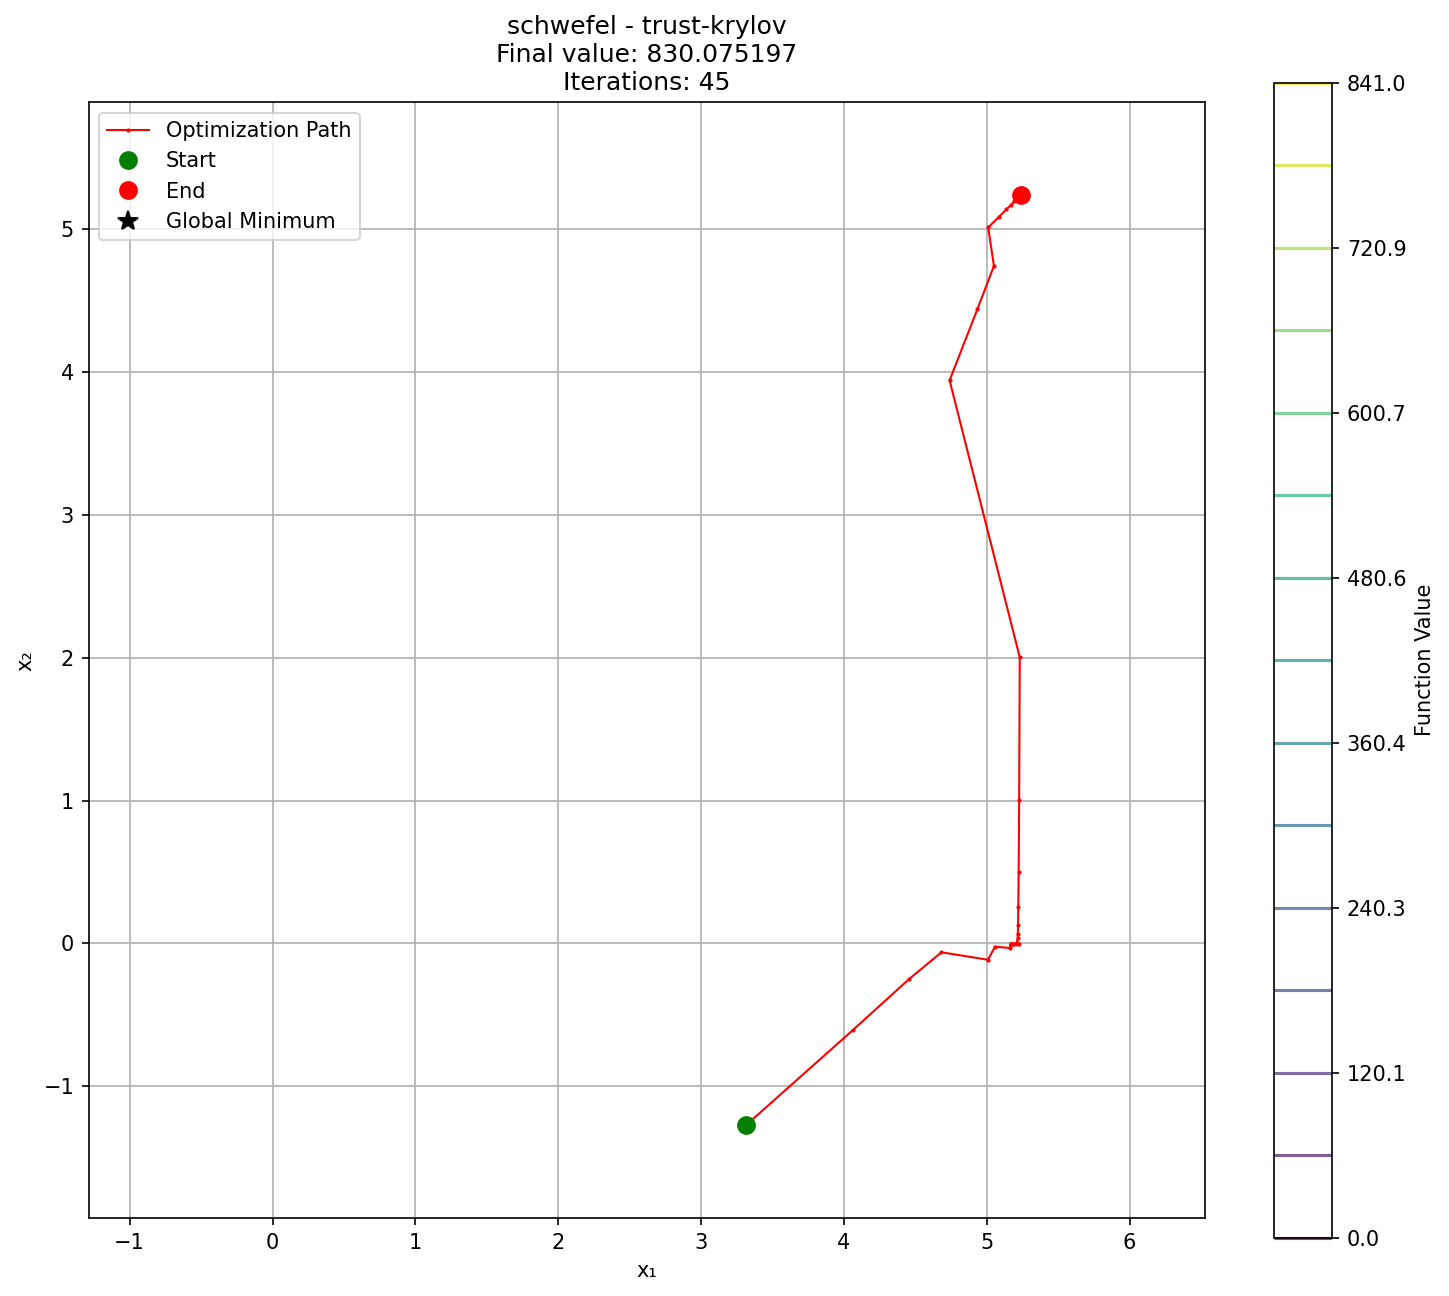 schwefel - trust-krylov
Final value: 830.075197
Iterations: 45
Optimization Path
Start
End
Global Minimum
5
4
3
2
1
0
−1
x₂
−1
0
1
2
3
4
5
6
x₁
841.0
720.9
600.7
480.6
360.4
240.3
120.1
0.0
Function Value